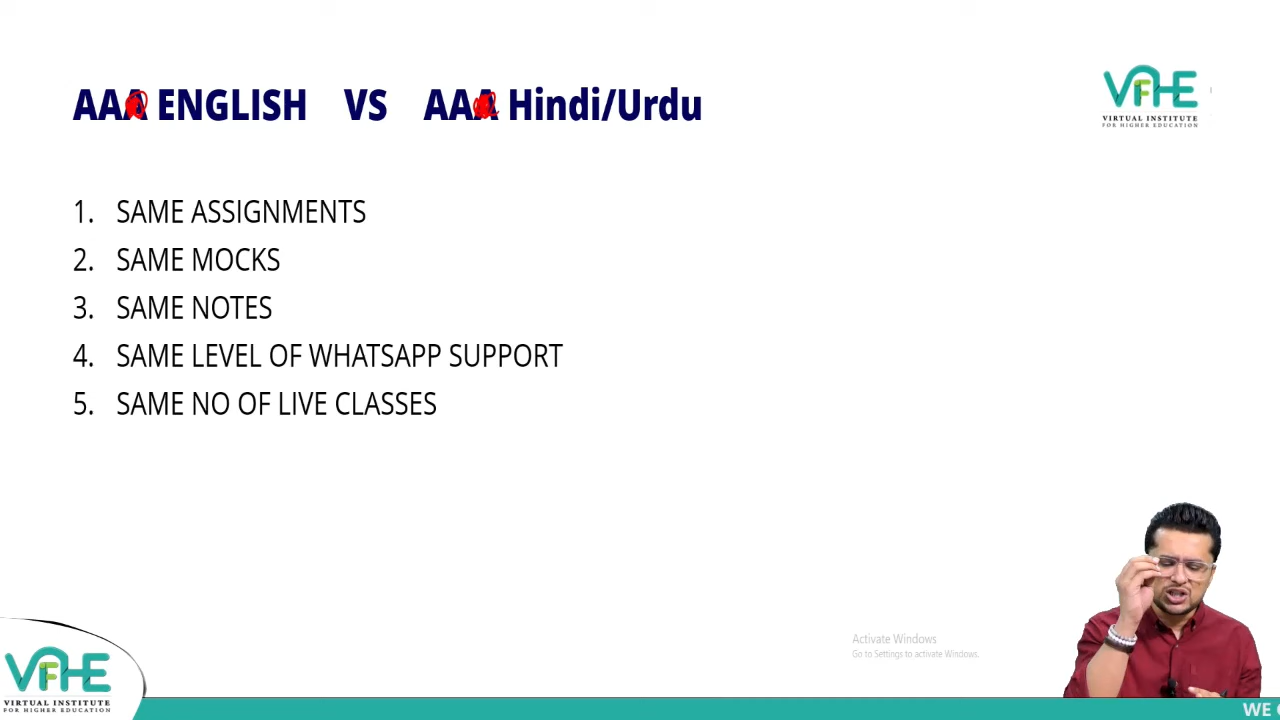 AAA ENGLISH VS AAA Hindi/Urdu
VFHE
VIRTUAL INSTITUTE
FOR HIGHER EDUCATION
1. SAME ASSIGNMENTS
2. SAME MOCKS
3. SAME NOTES
4. SAME LEVEL OF WHATSAPP SUPPORT
5. SAME NO OF LIVE CLASSES
Activate Windows
Go to Settings to activate Windows.
VFHE
VIRTUAL INSTITUTE
FOR HIGHER EDUCATION
WE